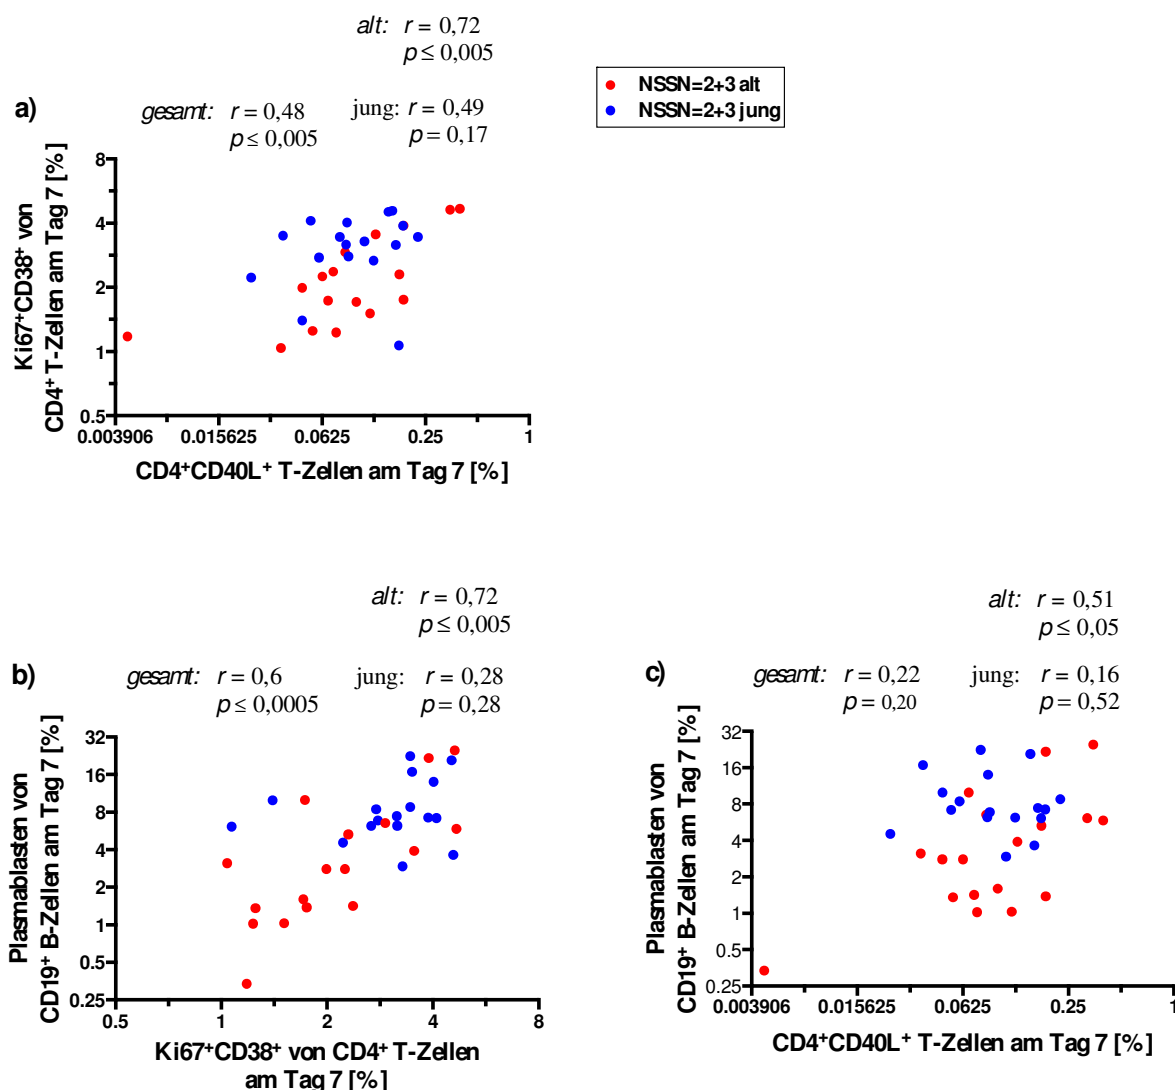 alt: r = 0,72
p ≤ 0,005
a)
gesamt: r = 0,48
p ≤ 0,005
jung: r = 0,49
p = 0,17
NSSN=2+3 alt
NSSN=2+3 jung
Ki67⁺CD38⁺ von
CD4⁺ T-Zellen am Tag 7 [%]
8
4
2
1
0.5
0.003906
0.015625
0.0625
0.25
1
CD4⁺CD40L⁺ T-Zellen am Tag 7 [%]
alt: r = 0,72
p ≤ 0,005
b)
gesamt: r = 0,6
p ≤ 0,0005
jung: r = 0,28
p = 0,28
Plasmablasten von
CD19⁺ B-Zellen am Tag 7 [%]
32
16
8
4
2
1
0.5
0.25
0.5
1
2
4
8
Ki67⁺CD38⁺ von CD4⁺ T-Zellen
am Tag 7 [%]
alt: r = 0,51
p ≤ 0,05
c)
gesamt: r = 0,22
p = 0,20
jung: r = 0,16
p = 0,52
Plasmablasten von
CD19⁺ B-Zellen am Tag 7 [%]
32
16
8
4
2
1
0.5
0.25
0.003906
0.015625
0.0625
0.25
1
CD4⁺CD40L⁺ T-Zellen am Tag 7 [%]